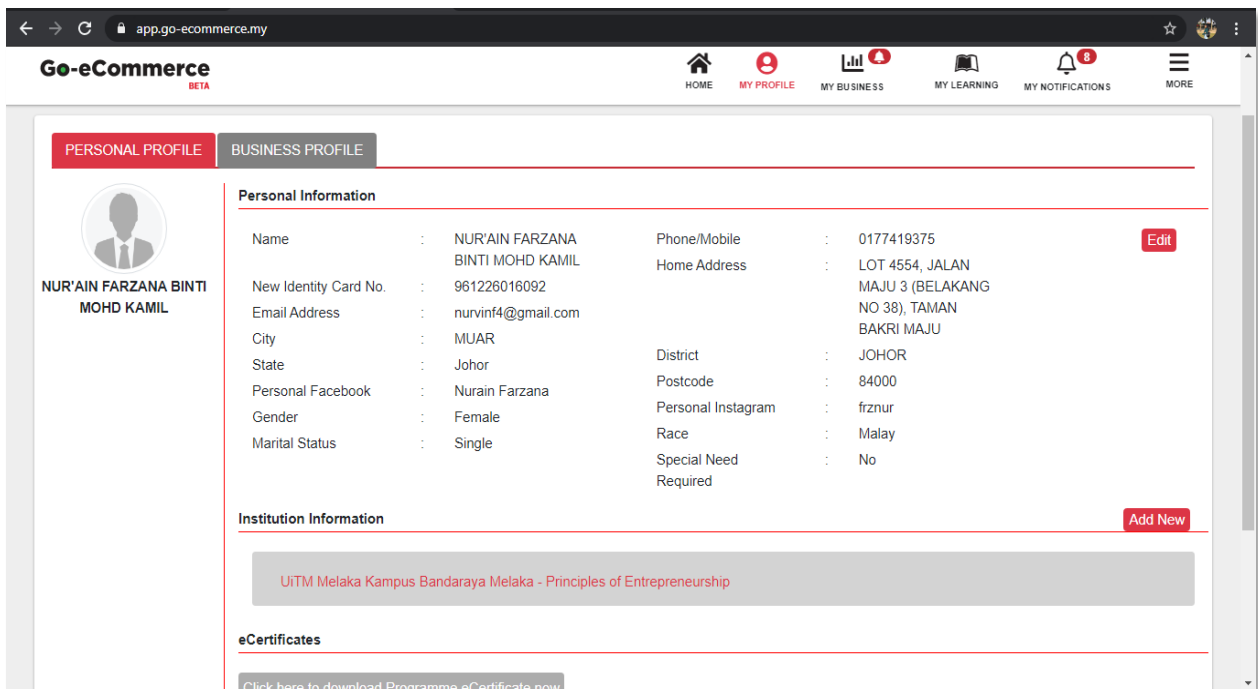 app.go-ecommerce.my
Go-eCommerce
BETA
HOME
MY PROFILE
MY BUSINESS
MY LEARNING
8
MY NOTIFICATIONS
MORE
PERSONAL PROFILE
BUSINESS PROFILE
NUR'AIN FARZANA BINTI
MOHD KAMIL
Personal Information
Name : NUR'AIN FARZANA
BINTI MOHD KAMIL
New Identity Card No. : 961226016092
Email Address : nurvinf4@gmail.com
City : MUAR
State : Johor
Personal Facebook : Nurain Farzana
Gender : Female
Marital Status : Single
Phone/Mobile : 0177419375
Edit
Home Address : LOT 4554, JALAN
MAJU 3 (BELAKANG
NO 38), TAMAN
BAKRI MAJU
District : JOHOR
Postcode : 84000
Personal Instagram : frznur
Race : Malay
Special Need : No
Required
Institution Information
Add New
UiTM Melaka Kampus Bandaraya Melaka - Principles of Entrepreneurship
eCertificates
Click here to download Programme eCertificate now